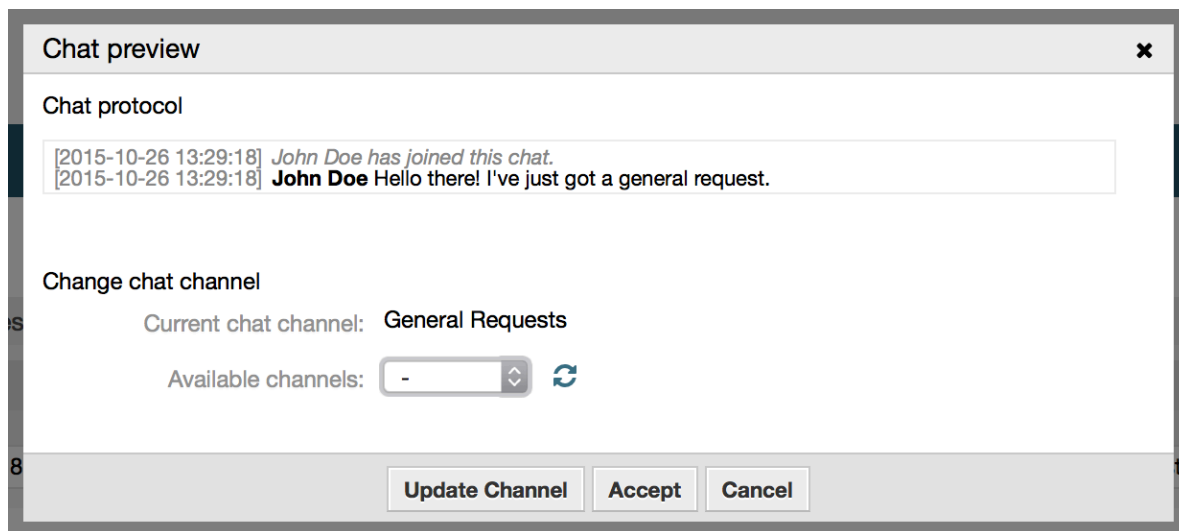 Chat preview
Chat protocol
[2015-10-26 13:29:18] John Doe has joined this chat.
[2015-10-26 13:29:18] John Doe Hello there! I've just got a general request.
Change chat channel
Current chat channel: General Requests
Available channels: -
Update Channel Accept Cancel